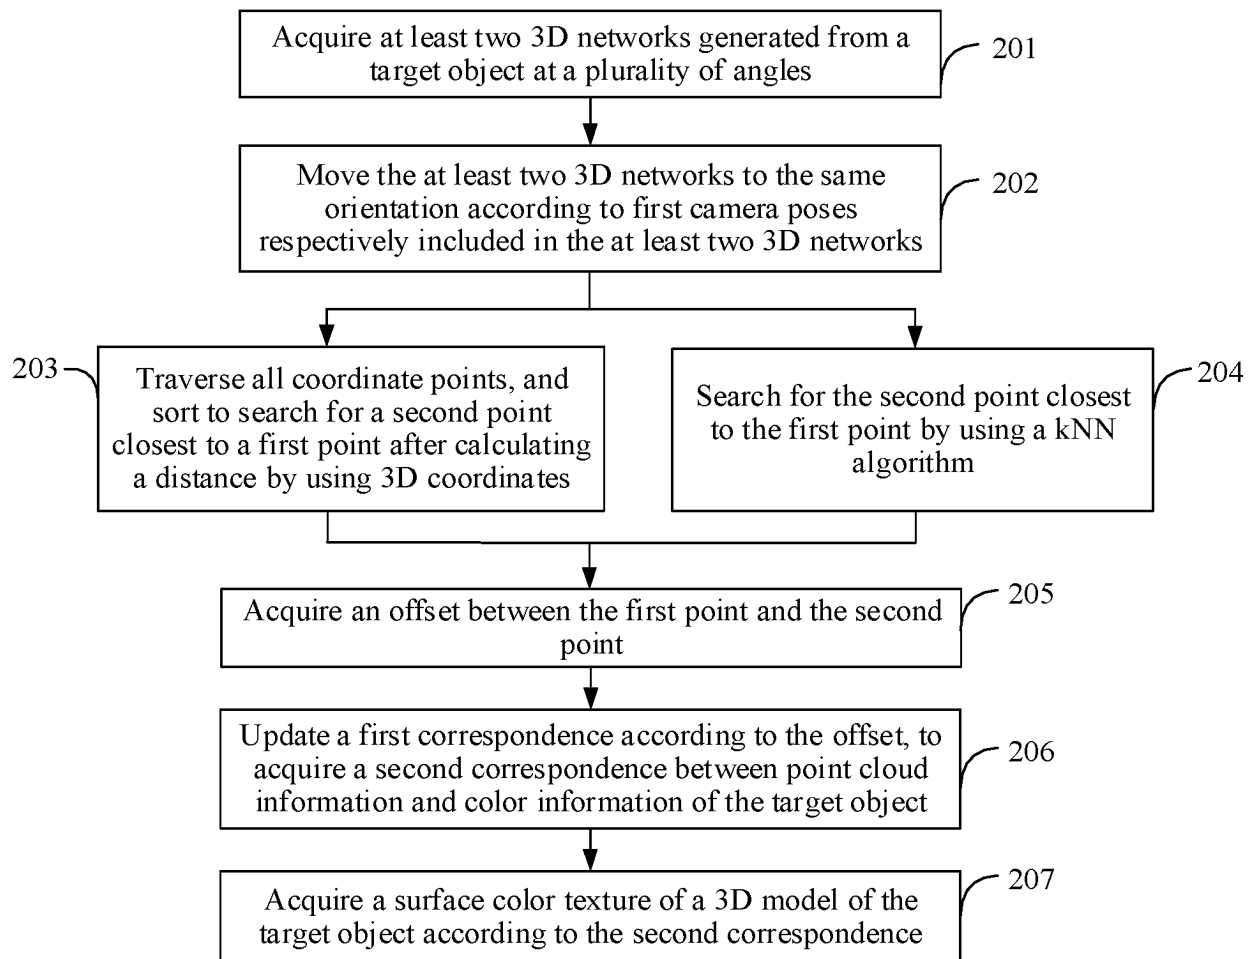 Acquire at least two 3D networks generated from a
target object at a plurality of angles
201
Move the at least two 3D networks to the same
orientation according to first camera poses
respectively included in the at least two 3D networks
202
203
Traverse all coordinate points, and
sort to search for a second point
closest to a first point after calculating
a distance by using 3D coordinates
Search for the second point closest
to the first point by using a kNN
algorithm
204
Acquire an offset between the first point and the second
point
205
Update a first correspondence according to the offset, to
acquire a second correspondence between point cloud
information and color information of the target object
206
Acquire a surface color texture of a 3D model of the
target object according to the second correspondence
207